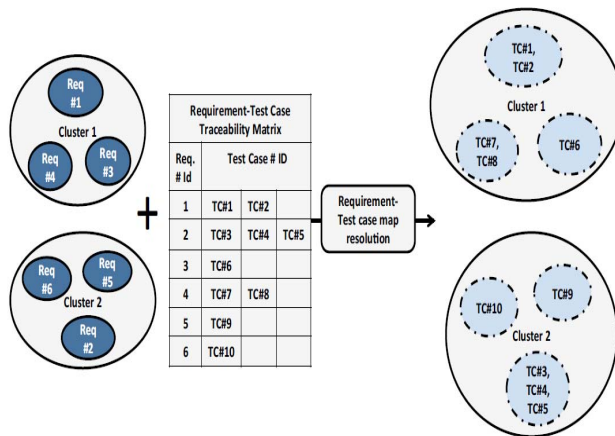 Req
#1
Cluster 1
Req
#4
Req
#3
Req
#6
Req
#5
Cluster 2
Req
#2
Requirement-Test Case
Traceability Matrix
Req.
# Id
Test Case # ID
1 TC#1 TC#2
2 TC#3 TC#4 TC#5
3 TC#6
4 TC#7 TC#8
5 TC#9
6 TC#10
Requirement-
Test case map
resolution
TC#1,
TC#2
Cluster 1
TC#7,
TC#8
TC#6
TC#10
TC#9
Cluster 2
TC#3,
TC#4,
TC#5